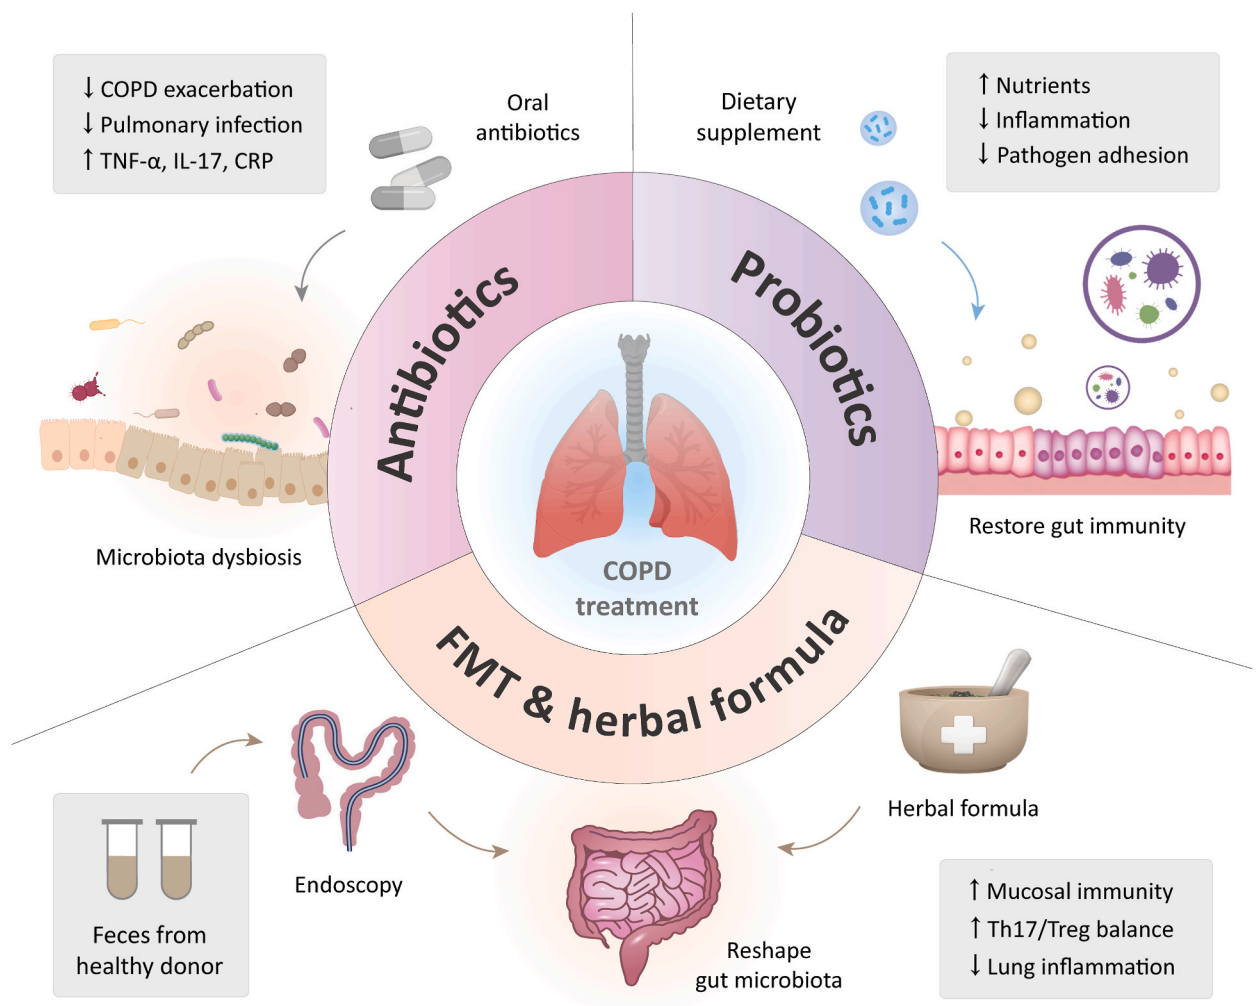 ↓ COPD exacerbation
↓ Pulmonary infection
↑ TNF-α, IL-17, CRP
Oral
antibiotics
Dietary
supplement
↑ Nutrients
↓ Inflammation
↓ Pathogen adhesion
Antibiotics
Probiotics
Microbiota dysbiosis
Restore gut immunity
COPD
treatment
FMT & herbal formula
Feces from
healthy donor
Endoscopy
Reshape
gut microbiota
Herbal formula
↑ Mucosal immunity
↑ Th17/Treg balance
↓ Lung inflammation